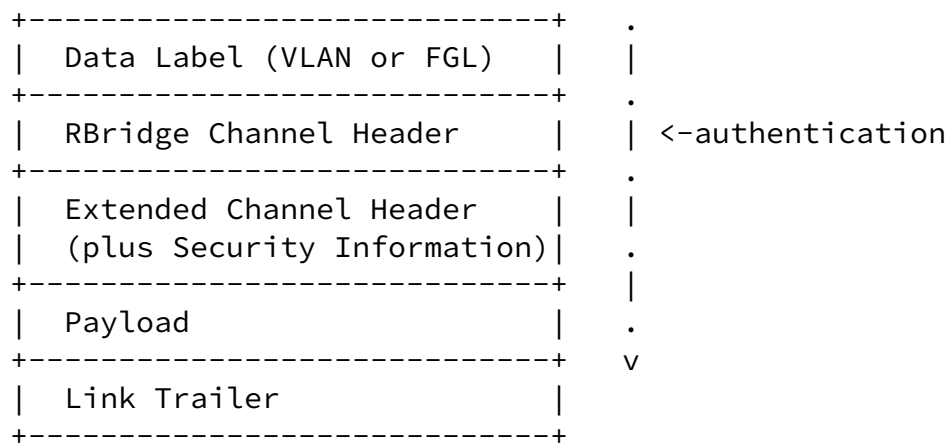 +------------------------------+    .
|  Data Label (VLAN or FGL)    |    |
+------------------------------+    .
|  RBridge Channel Header      |    | <-authentication
+------------------------------+    .
|  Extended Channel Header     |    |
|  (plus Security Information)|    .
+------------------------------+    |
|  Payload                     |    .
+------------------------------+    v
|  Link Trailer                |
+------------------------------+